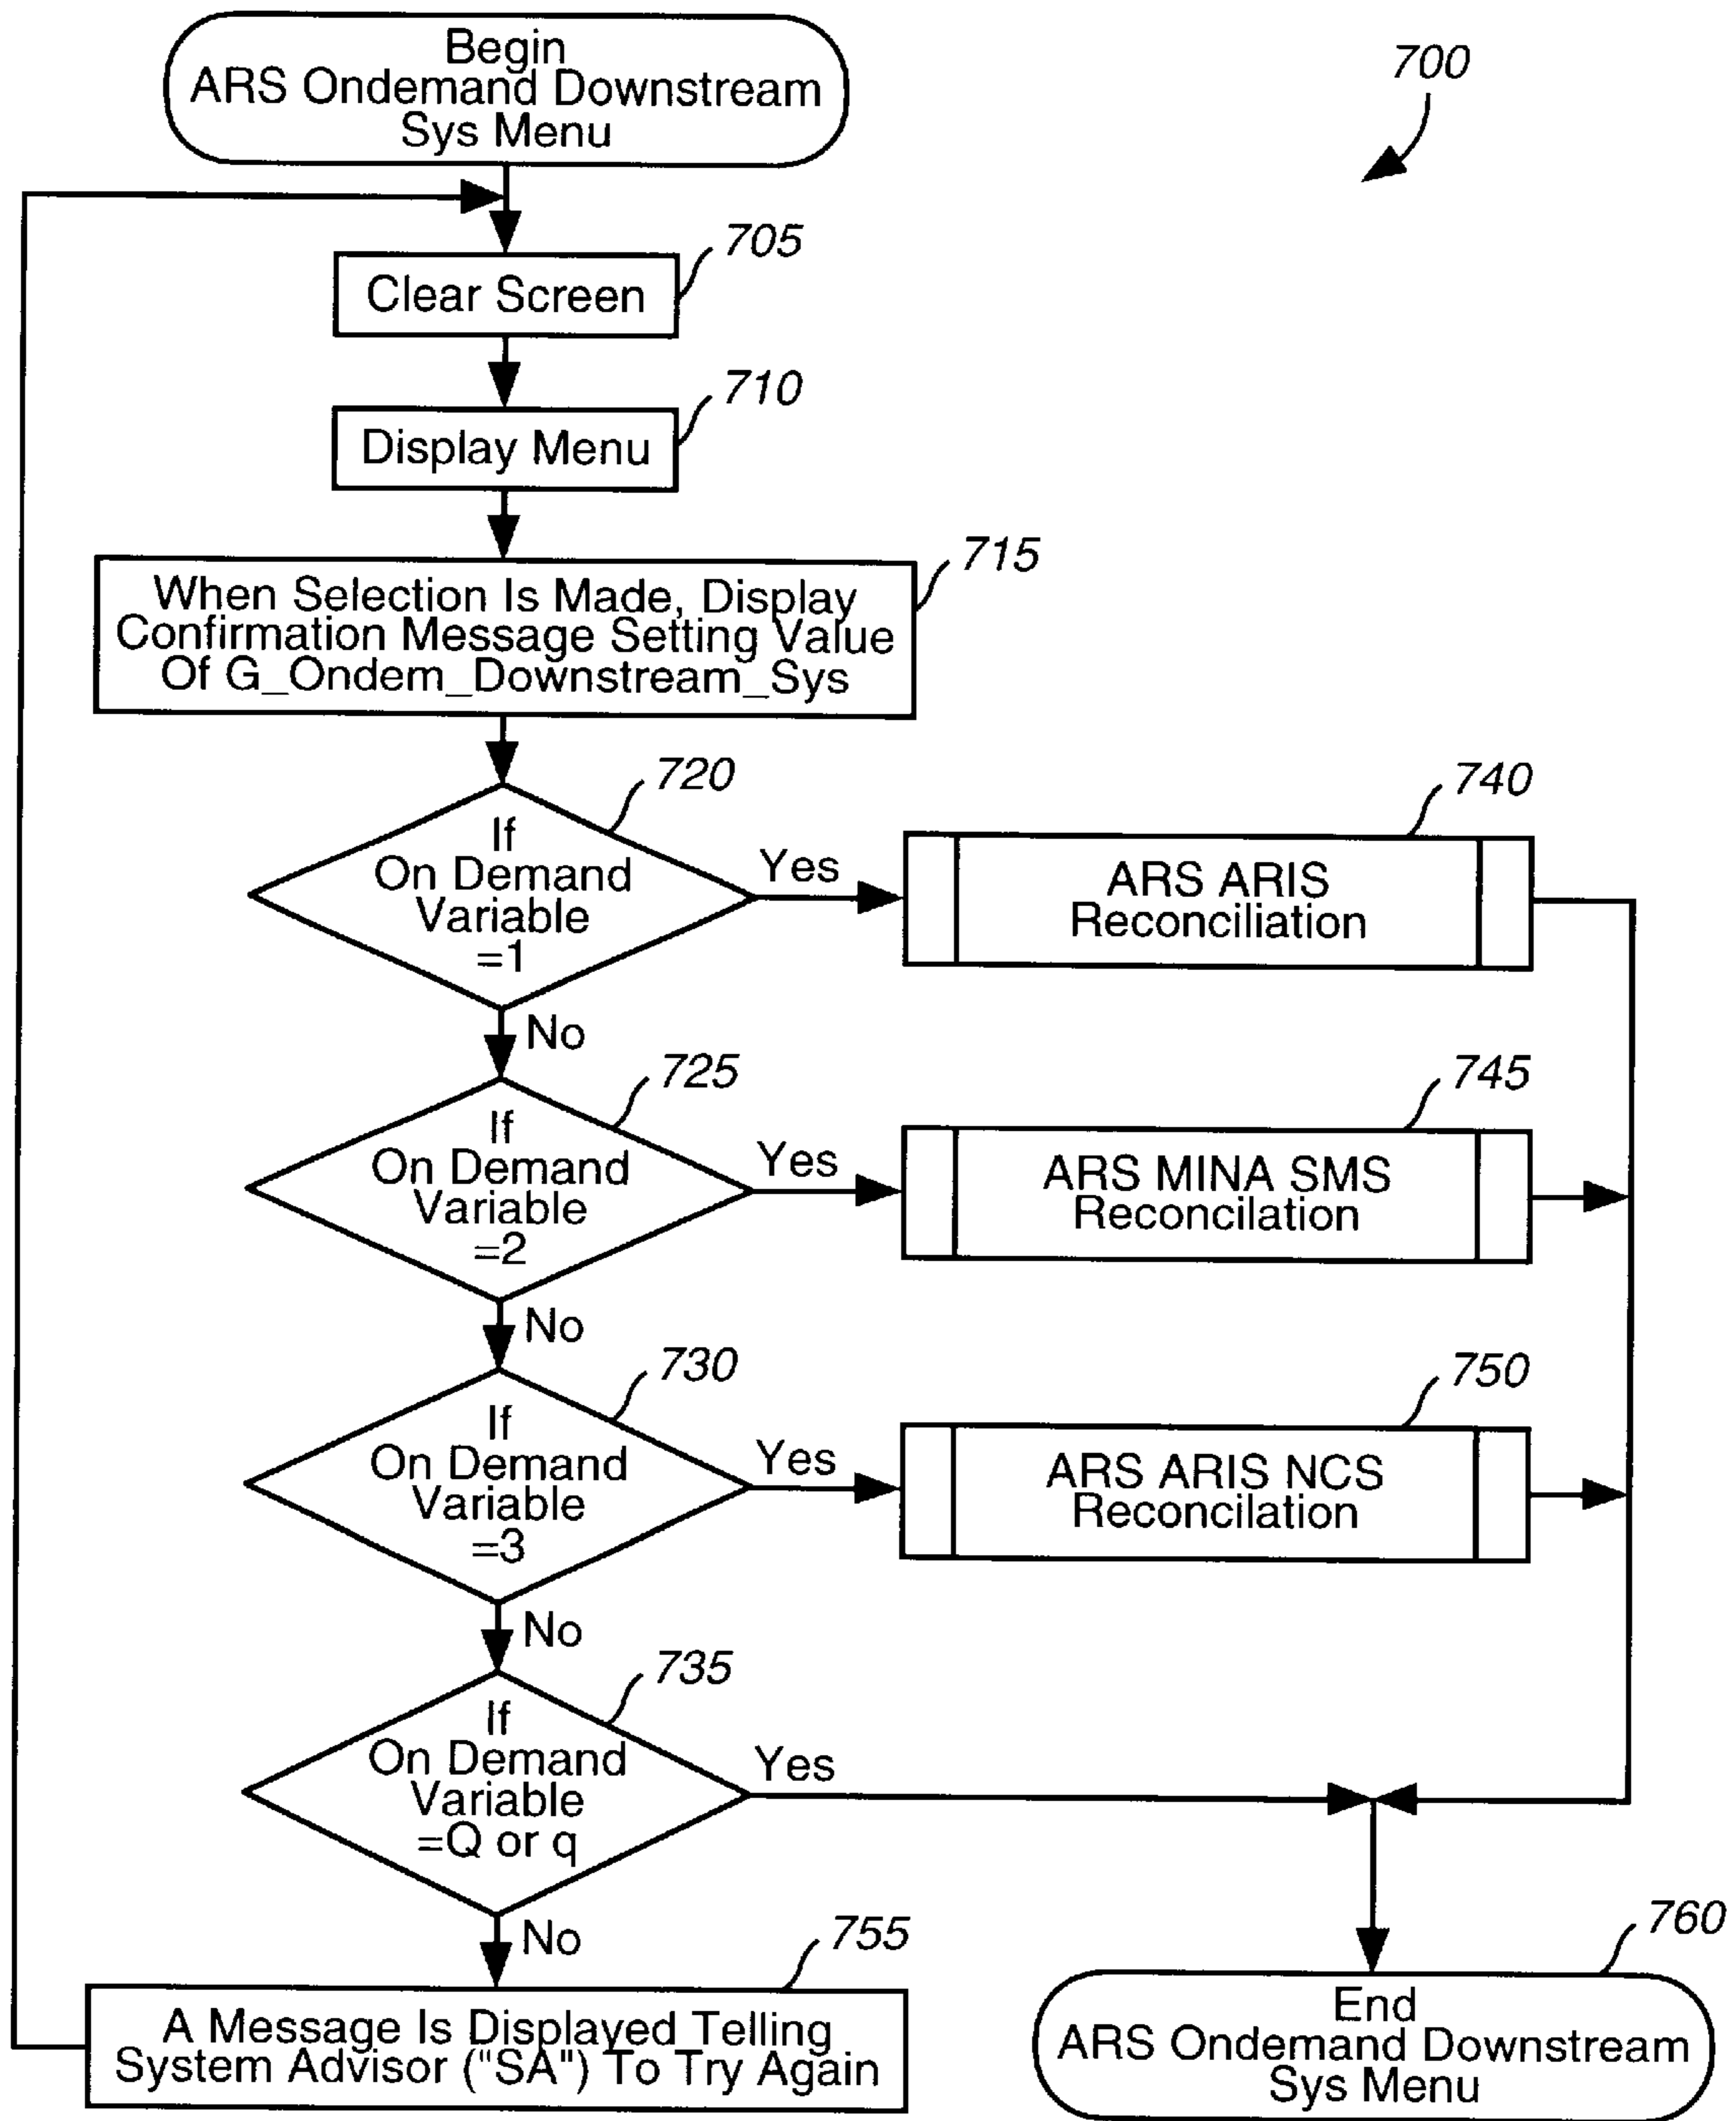 Begin
ARS Ondemand Downstream
Sys Menu
700
705
Clear Screen
710
Display Menu
715
When Selection Is Made, Display
Confirmation Message Setting Value
Of G_Ondem_Downstream_Sys
720
If
On Demand
Variable
=1
Yes
740
ARS ARIS
Reconciliation
No
725
If
On Demand
Variable
=2
Yes
745
ARS MINA SMS
Reconcilation
No
730
If
On Demand
Variable
=3
Yes
750
ARS ARIS NCS
Reconcilation
No
735
If
On Demand
Variable
=Q or q
Yes
No
755
A Message Is Displayed Telling
System Advisor ("SA") To Try Again
760
End
ARS Ondemand Downstream
Sys Menu